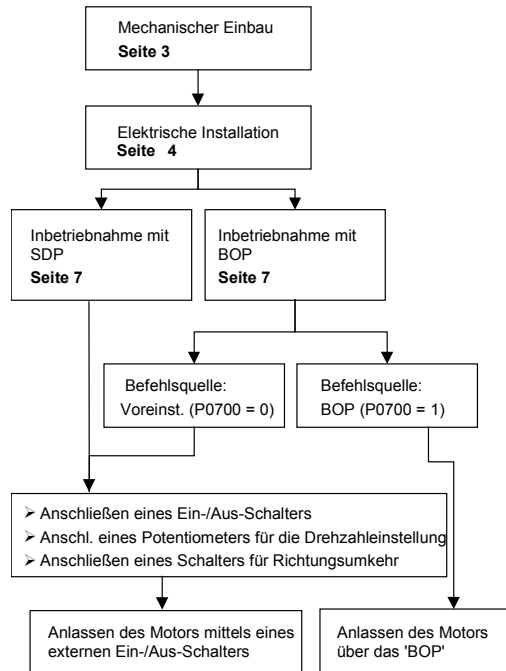 Mechanischer Einbau
Seite 3
Elektrische Installation
Seite 4
Inbetriebnahme mit
SDP
Seite 7
Inbetriebnahme mit
BOP
Seite 7
Befehlsquelle:
Voreinst. (P0700 = 0)
Befehlsquelle:
BOP (P0700 = 1)
➢ Anschließen eines Ein-/Aus-Schalters
➢ Anschl. eines Potentiometers für die Drehzahleinstellung
➢ Anschließen eines Schalters für Richtungsumkehr
Anlassen des Motors mittels eines
externen Ein-/Aus-Schalters
Anlassen des Motors
über das 'BOP'